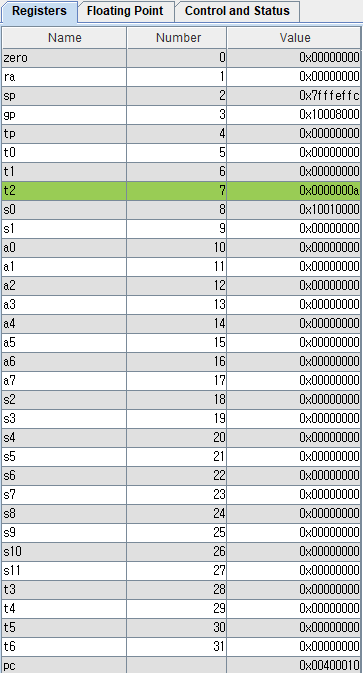 Registers Floating Point Control and Status
Name Number Value
zero 0 0x00000000
ra 1 0x00000000
sp 2 0x7fffeffc
gp 3 0x10008000
tp 4 0x00000000
t0 5 0x00000000
t1 6 0x00000000
t2 7 0x0000000a
s0 8 0x10010000
s1 9 0x00000000
a0 10 0x00000000
a1 11 0x00000000
a2 12 0x00000000
a3 13 0x00000000
a4 14 0x00000000
a5 15 0x00000000
a6 16 0x00000000
a7 17 0x00000000
s2 18 0x00000000
s3 19 0x00000000
s4 20 0x00000000
s5 21 0x00000000
s6 22 0x00000000
s7 23 0x00000000
s8 24 0x00000000
s9 25 0x00000000
s10 26 0x00000000
s11 27 0x00000000
t3 28 0x00000000
t4 29 0x00000000
t5 30 0x00000000
t6 31 0x00000000
pc 0x00400010